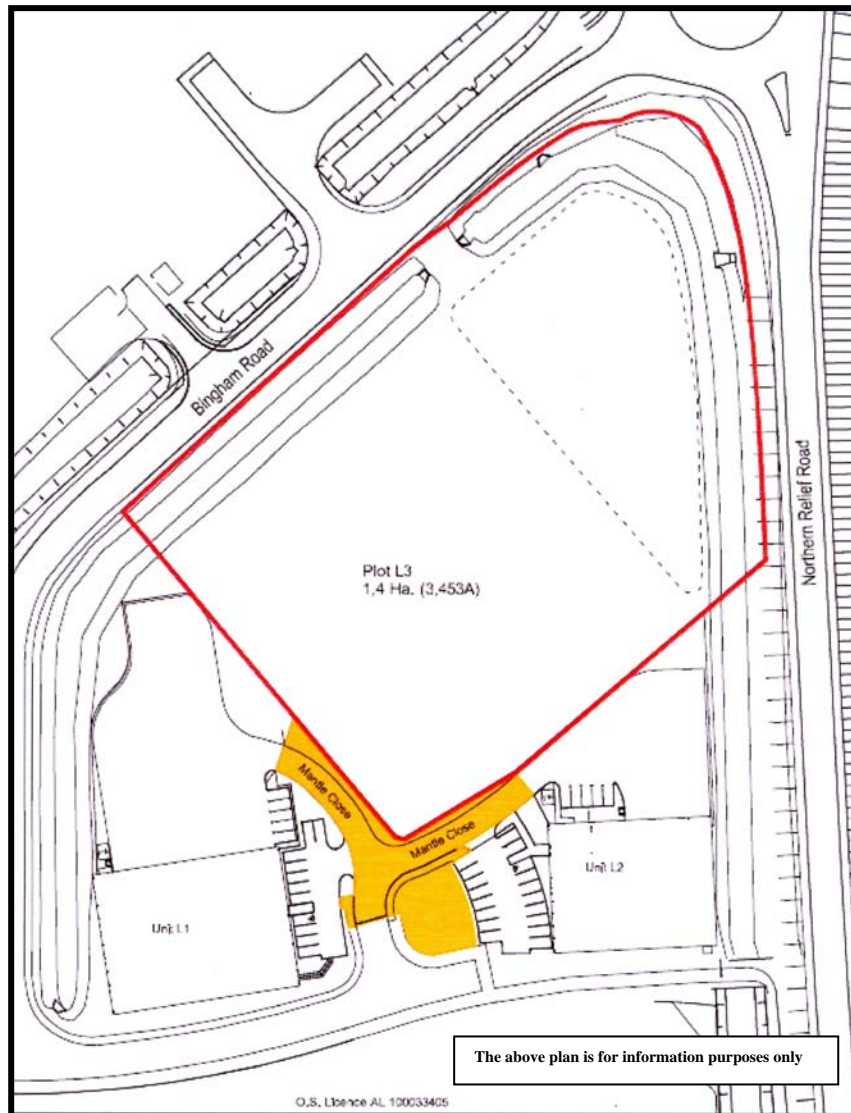 Bingham Road
Northern Relief Road
Plot L3
1.4 Ha. (3,453A)
Mantle Close
Mantle Close
Unit L2
Unit L1
The above plan is for information purposes only
O.S. Licence AL 100033405